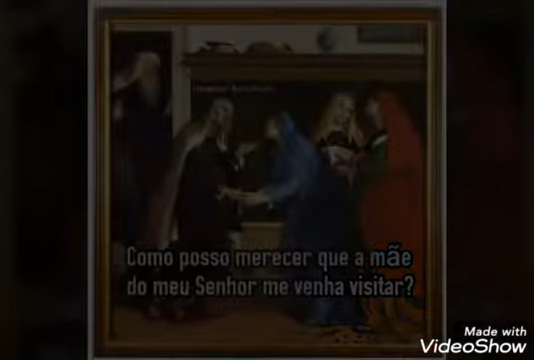 Como posso merecer que a mãe
do meu Senhor me venha visitar?
Made with
VideoShow